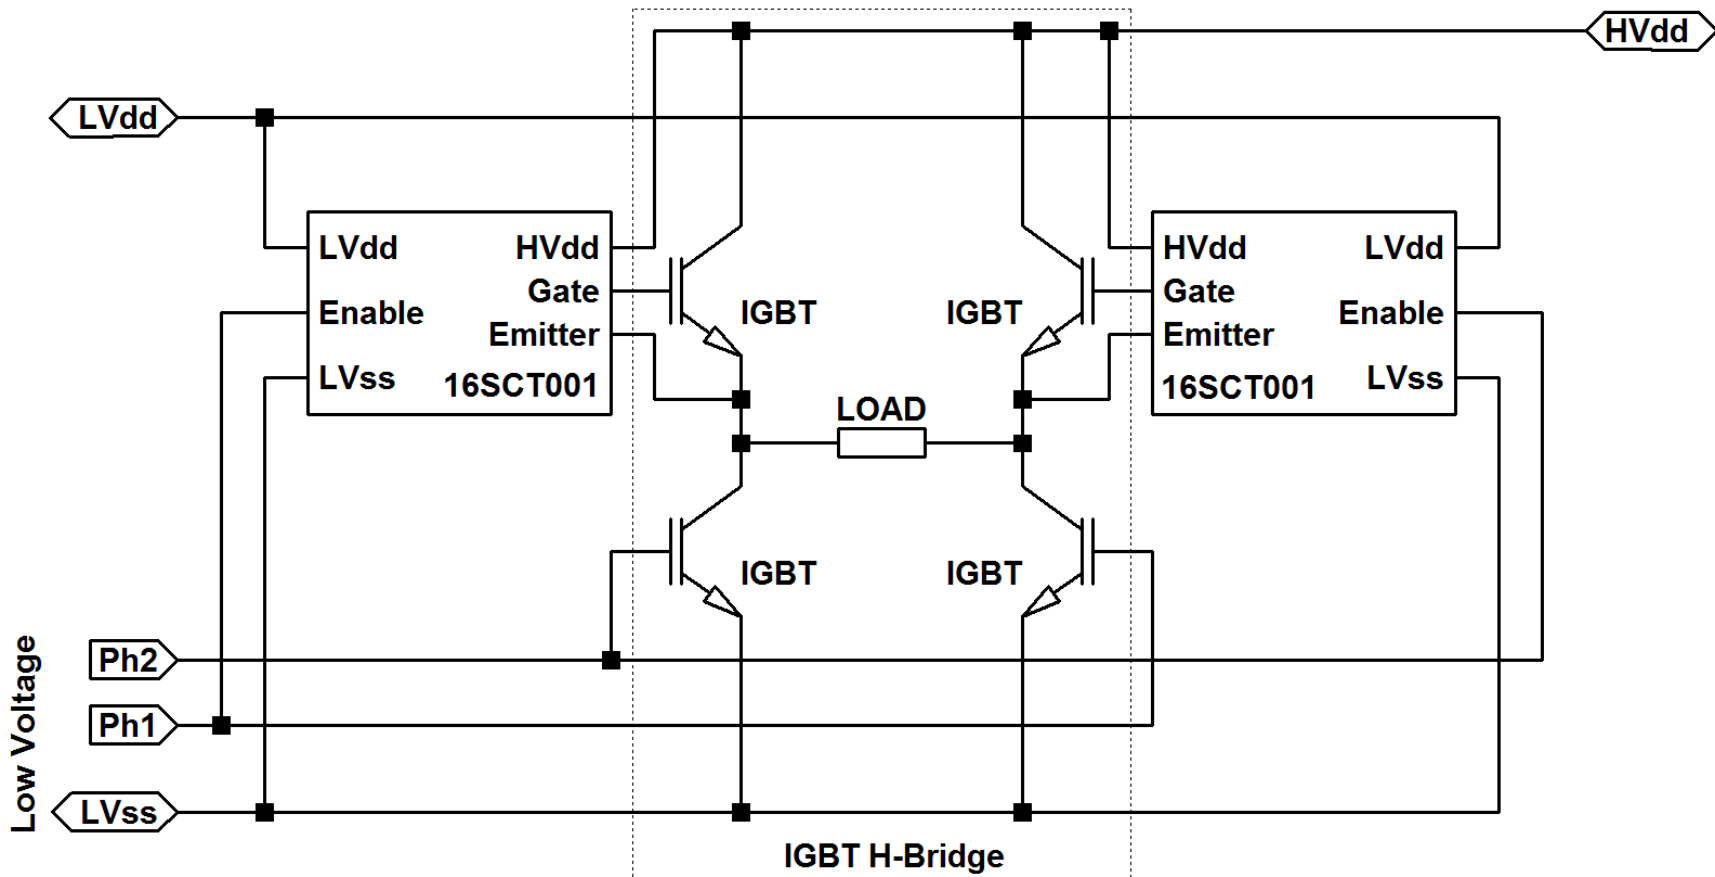 HVdd
LVdd
LVdd
HVdd
Gate
Enable
Emitter
LVss
16SCT001
IGBT
IGBT
HVdd
LVdd
Gate
Enable
Emitter
LVss
16SCT001
LOAD
IGBT
IGBT
Low Voltage
Ph2
Ph1
LVss
IGBT H-Bridge